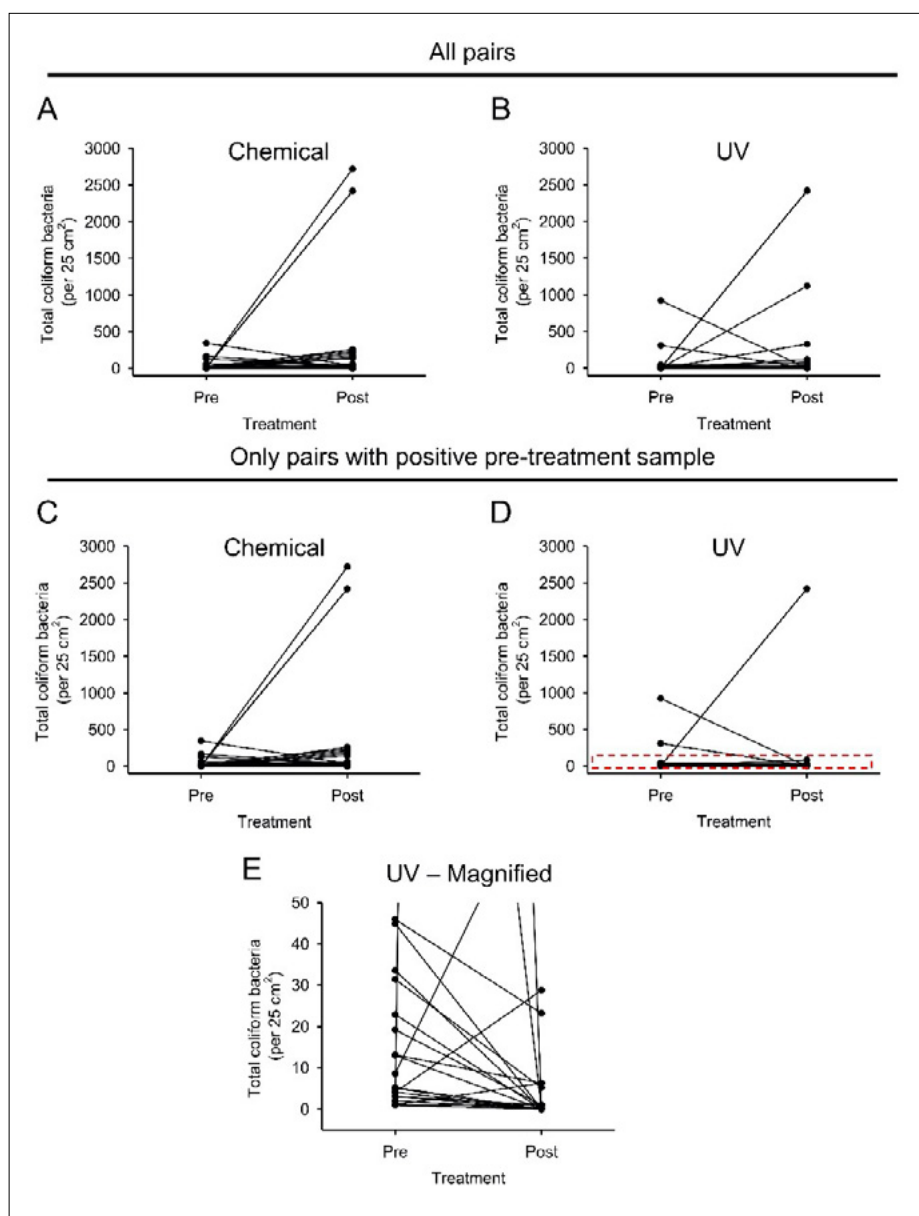 All pairs
A
Chemical
3000
2500
2000
1500
1000
500
0
Total coliform bacteria
(per 25 cm²)
Pre
Post
Treatment
B
UV
3000
2500
2000
1500
1000
500
0
Total coliform bacteria
(per 25 cm²)
Pre
Post
Treatment
Only pairs with positive pre-treatment sample
C
Chemical
3000
2500
2000
1500
1000
500
0
Total coliform bacteria
(per 25 cm²)
Pre
Post
Treatment
D
UV
3000
2500
2000
1500
1000
500
0
Total coliform bacteria
(per 25 cm²)
Pre
Post
Treatment
E
UV – Magnified
50
40
30
20
10
0
Total coliform bacteria
(per 25 cm²)
Pre
Post
Treatment